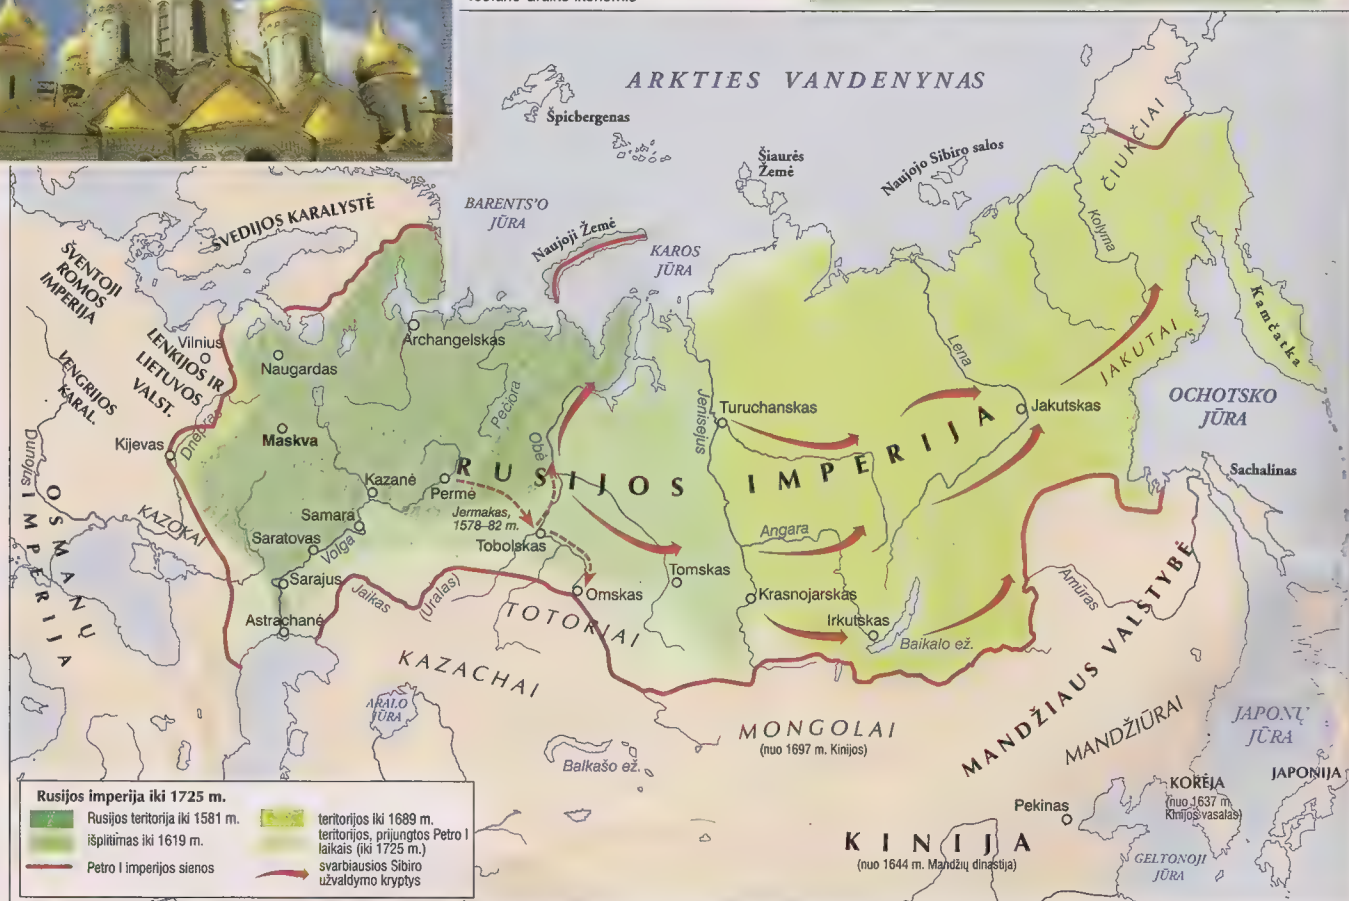 ARKTIES VANDENYNAS
Špicbergenas
Šiaurės
Žemė
Naujojo Sibiro salos
ČIUKČIAI
Kolyma
BARENTS'O
JŪRA
Naujoji Žemė
KAROS
JŪRA
ŠVEDIJOS KARALYSTĖ
ŠVENTOJI
ROMOS
IMPERIJA
LENKIJOS IR
LIETUVOS
VALST.
VENGRIJOS
KARAL.
Vilnius
Naugardas
Archangelskas
Maskva
Kijevas
Dnepras
Dunojus
OSMANŲ
IMPERIJA
KAZOKAI
Pečiora
Obė
Kazanė
Permė
Jermakas,
1578–82 m.
Samara
Saratovas
Volga
Sarajus
Astrachanė
Jaikas
(Uralas)
Tobolskas
Omskas
Tomskas
TOTORIAI
KAZACHAI
ARALO
JŪRA
RUSIJOS IMPERIJA
Jenisejus
Turuchanskas
Lena
Jakutskas
JAKUTAI
Kamčatka
OCHOTSKO
JŪRA
Sachalinas
Angara
Krasnojarskas
Irkutskas
Baikalo ež.
Amūras
MANDŽIAUS VALSTYBĖ
MANDŽIŪRAI
MONGOLAI
(nuo 1697 m. Kinijos)
Balkašo ež.
JAPONŲ
JŪRA
JAPONIJA
KORĖJA
(nuo 1637 m.
Kinijos vasalas)
Pekinas
KINIJA
(nuo 1644 m. Mandžių dinastija)
GELTONOJI
JŪRA
Rusijos imperija iki 1725 m.
Rusijos teritorija iki 1581 m.
išplitimas iki 1619 m.
Petro I imperijos sienos
teritorijos iki 1689 m.
teritorijos, prijungtos Petro I
laikais (iki 1725 m.)
svarbiausios Sibiro
užvaldymo kryptys